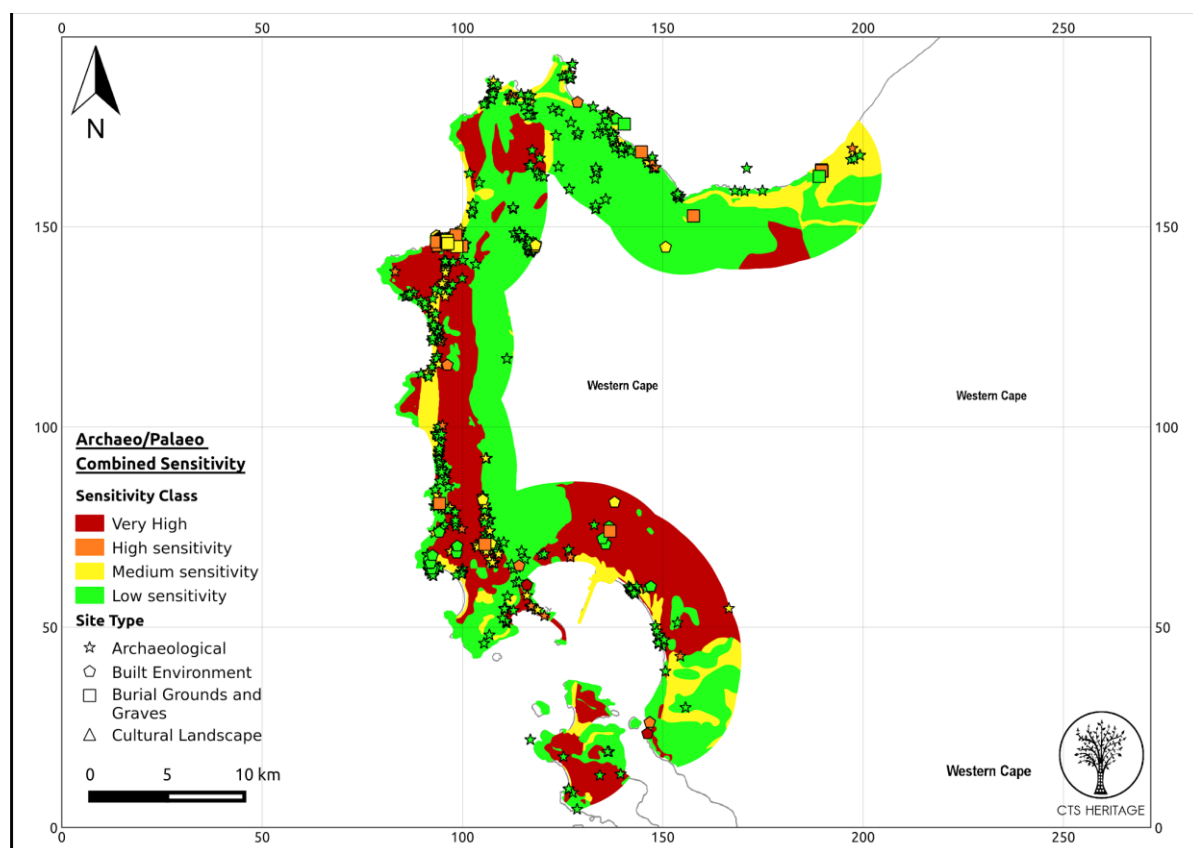 0 50 100 150 200 250
N
150 150
Western Cape
Western Cape
100 100
Archaeo/Palaeo
Combined Sensitivity
Sensitivity Class
Very High
High sensitivity
Medium sensitivity
Low sensitivity
50 50
Site Type
Archaeological
Built Environment
Burial Grounds and
Graves
Cultural Landscape
0 5 10 km
Western Cape
CTS HERITAGE
0 0
0 50 100 150 200 250